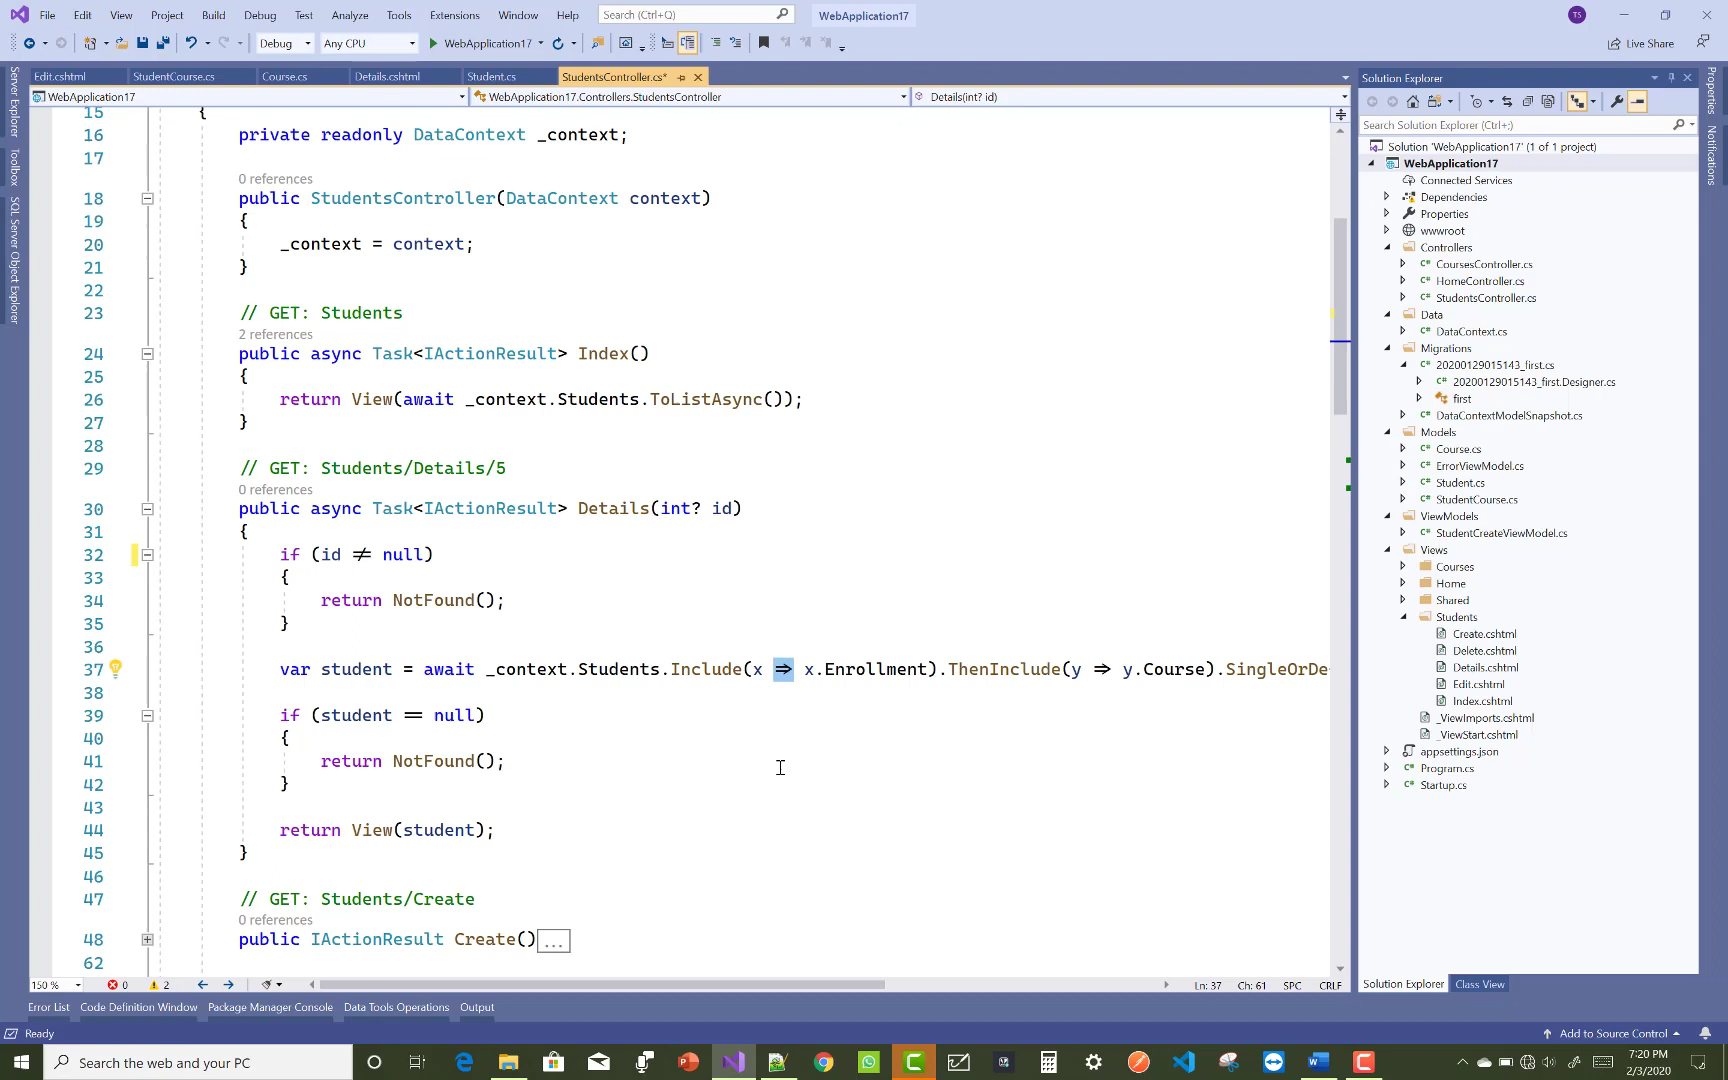 File Edit View Project Build Debug Test Analyze Tools Extensions Window Help Search (Ctrl+Q) WebApplication17 TS
Debug Any CPU WebApplication17 Live Share
Edit.cshtml StudentCourse.cs Course.cs Details.cshtml Student.cs StudentsController.cs*
WebApplication17 WebApplication17.Controllers.StudentsController Details(int? id)
Server Explorer
Toolbox
SQL Server Object Explorer
15 {
16 private readonly DataContext _context;
17
0 references
18 public StudentsController(DataContext context)
19 {
20 _context = context;
21 }
22
23 // GET: Students
2 references
24 public async Task<IActionResult> Index()
25 {
26 return View(await _context.Students.ToListAsync());
27 }
28
29 // GET: Students/Details/5
0 references
30 public async Task<IActionResult> Details(int? id)
31 {
32 if (id ≠ null)
33 {
34 return NotFound();
35 }
36
37 var student = await _context.Students.Include(x ⇒ x.Enrollment).ThenInclude(y ⇒ y.Course).SingleOrDe
38
39 if (student == null)
40 {
41 return NotFound();
42 }
43
44 return View(student);
45 }
46
47 // GET: Students/Create
0 references
48 public IActionResult Create()...
62
150 % 0 2 Ln: 37 Ch: 61 SPC CRLF
Error List Code Definition Window Package Manager Console Data Tools Operations Output
Solution Explorer
Search Solution Explorer (Ctrl+;)
Solution 'WebApplication17' (1 of 1 project)
WebApplication17
Connected Services
Dependencies
Properties
wwwroot
Controllers
C# CoursesController.cs
C# HomeController.cs
C# StudentsController.cs
Data
C# DataContext.cs
Migrations
C# 20200129015143_first.cs
C# 20200129015143_first.Designer.cs
first
C# DataContextModelSnapshot.cs
Models
C# Course.cs
C# ErrorViewModel.cs
C# Student.cs
C# StudentCourse.cs
ViewModels
C# StudentCreateViewModel.cs
Views
Courses
Home
Shared
Students
Create.cshtml
Delete.cshtml
Details.cshtml
Edit.cshtml
Index.cshtml
_ViewImports.cshtml
_ViewStart.cshtml
appsettings.json
C# Program.cs
C# Startup.cs
Solution Explorer Class View
Properties
Notifications
Ready Add to Source Control
Search the web and your PC 7:20 PM
2/3/2020